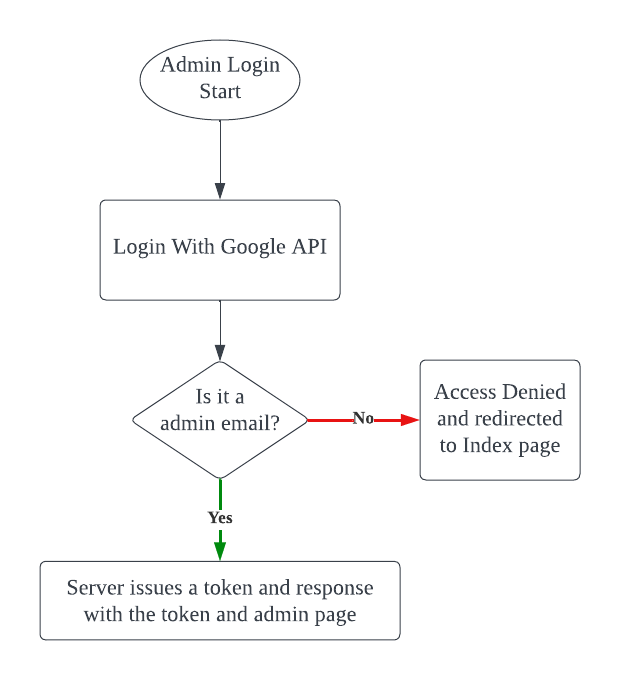 Admin Login
Start
Login With Google API
Is it a
admin email?
No
Access Denied
and redirected
to Index page
Yes
Server issues a token and response
with the token and admin page